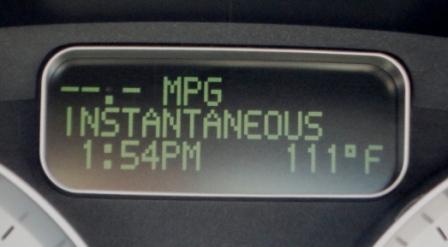 --.- MPG
INSTANTANEOUS
1:54PM 111°F